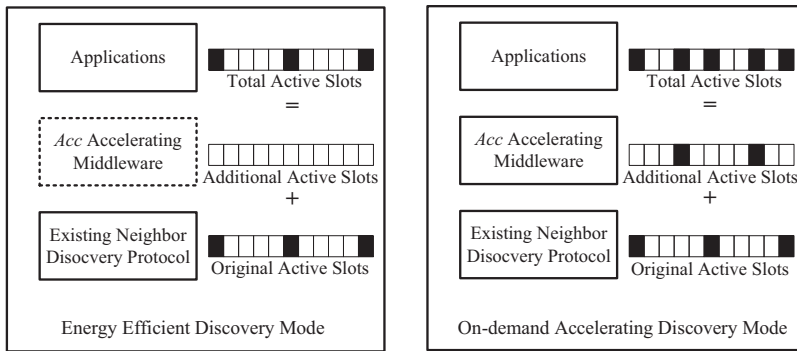 Applications
Total Active Slots
=
Acc Accelerating
Middleware
Additional Active Slots
+
Existing Neighbor
Disocvery Protocol
Original Active Slots
Energy Efficient Discovery Mode
Applications
Total Active Slots
=
Acc Accelerating
Middleware
Additional Active Slots
+
Existing Neighbor
Disocvery Protocol
Original Active Slots
On-demand Accelerating Discovery Mode